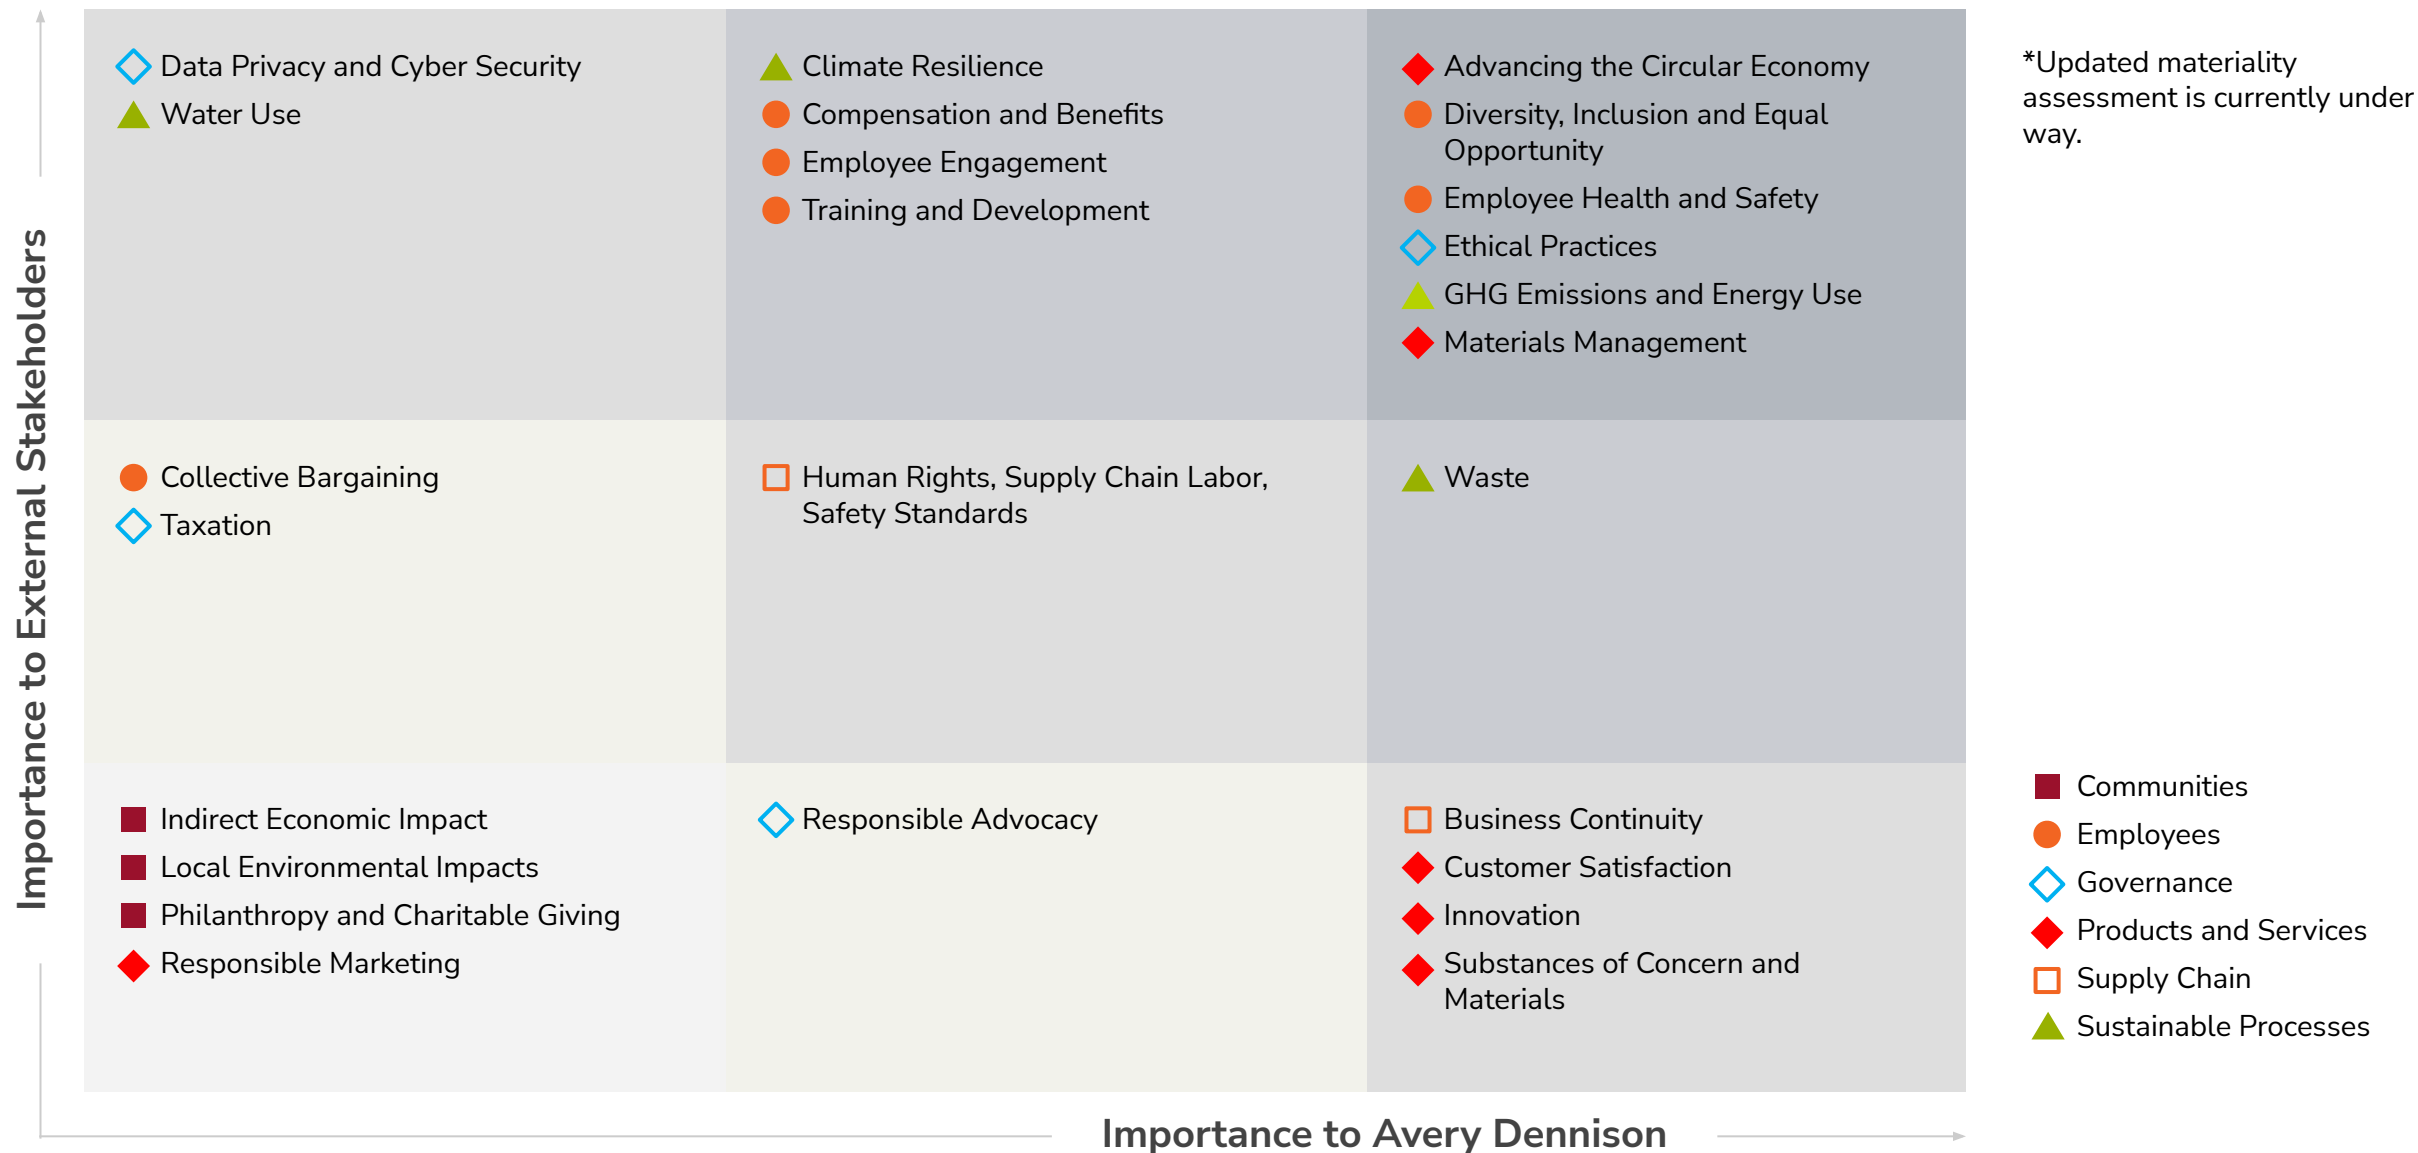 Importance to External Stakeholders
Data Privacy and Cyber Security
Water Use
Climate Resilience
Compensation and Benefits
Employee Engagement
Training and Development
Advancing the Circular Economy
Diversity, Inclusion and Equal
Opportunity
Employee Health and Safety
Ethical Practices
GHG Emissions and Energy Use
Materials Management
*Updated materiality
assessment is currently under
way.
Collective Bargaining
Taxation
Human Rights, Supply Chain Labor,
Safety Standards
Waste
Indirect Economic Impact
Local Environmental Impacts
Philanthropy and Charitable Giving
Responsible Marketing
Responsible Advocacy
Business Continuity
Customer Satisfaction
Innovation
Substances of Concern and
Materials
Communities
Employees
Governance
Products and Services
Supply Chain
Sustainable Processes
Importance to Avery Dennison